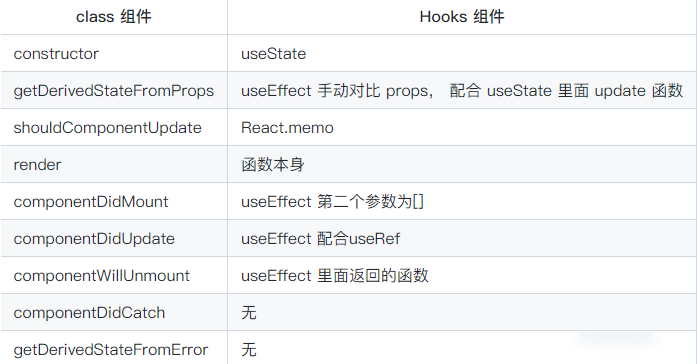 class 组件 Hooks 组件
constructor useState
getDerivedStateFromProps useEffect 手动对比 props， 配合 useState 里面 update 函数
shouldComponentUpdate React.memo
render 函数本身
componentDidMount useEffect 第二个参数为[]
componentDidUpdate useEffect 配合useRef
componentWillUnmount useEffect 里面返回的函数
componentDidCatch 无
getDerivedStateFromError 无